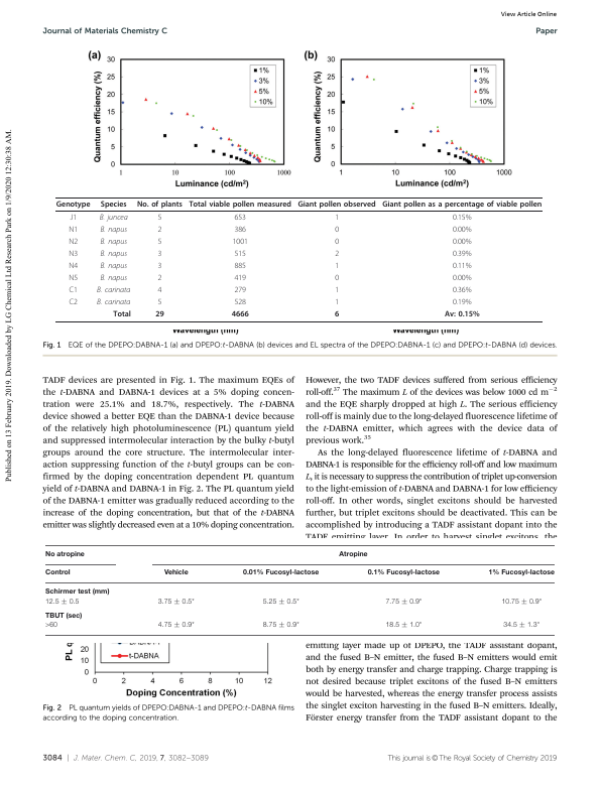 View Article Online
Journal of Materials Chemistry C
Paper
Published on 13 February 2019. Downloaded by LG Chemical Ltd Research Park on 1/9/2020 12:30:38 AM.
(a)
30
25
20
15
10
5
0
Quantum efficiency (%)
1%
3%
5%
10%
1
10
100
1000
Luminance (cd/m²)
(b)
30
25
20
15
10
5
0
Quantum efficiency (%)
1%
3%
5%
10%
1
10
100
1000
Luminance (cd/m²)
Genotype Species No. of plants Total viable pollen measured Giant pollen observed Giant pollen as a percentage of viable pollen
J1 B. juncea 5 653 1 0.15%
N1 B. napus 2 386 0 0.00%
N2 B. napus 5 1001 0 0.00%
N3 B. napus 3 515 2 0.39%
N4 B. napus 3 885 1 0.11%
N5 B. napus 2 419 0 0.00%
C1 B. carinata 4 279 1 0.36%
C2 B. carinata 5 528 1 0.19%
Total 29 4666 6 Av: 0.15%
Wavelength (nm)
Wavelength (nm)
Fig. 1 EQE of the DPEPO:DABNA-1 (a) and DPEPO:t-DABNA (b) devices and EL spectra of the DPEPO:DABNA-1 (c) and DPEPO:t-DABNA (d) devices.
TADF devices are presented in Fig. 1. The maximum EQEs of
the t-DABNA and DABNA-1 devices at a 5% doping concen-
tration were 25.1% and 18.7%, respectively. The t-DABNA
device showed a better EQE than the DABNA-1 device because
of the relatively high photoluminescence (PL) quantum yield
and suppressed intermolecular interaction by the bulky t-butyl
groups around the core structure. The intermolecular inter-
action suppressing function of the t-butyl groups can be con-
firmed by the doping concentration dependent PL quantum
yield of t-DABNA and DABNA-1 in Fig. 2. The PL quantum yield
of the DABNA-1 emitter was gradually reduced according to the
increase of the doping concentration, but that of the t-DABNA
emitter was slightly decreased even at a 10% doping concentration.
However, the two TADF devices suffered from serious efficiency
roll-off.37 The maximum L of the devices was below 1000 cd m−2
and the EQE sharply dropped at high L. The serious efficiency
roll-off is mainly due to the long-delayed fluorescence lifetime of
the t-DABNA emitter, which agrees with the device data of
previous work.35
As the long-delayed fluorescence lifetime of t-DABNA and
DABNA-1 is responsible for the efficiency roll-off and low maximum
L, it is necessary to suppress the contribution of triplet up-conversion
to the light-emission of t-DABNA and DABNA-1 for low efficiency
roll-off. In other words, singlet excitons should be harvested
further, but triplet excitons should be deactivated. This can be
accomplished by introducing a TADF assistant dopant into the
TADF emitting layer. In order to harvest singlet excitons, the
No atropine Atropine
Control Vehicle 0.01% Fucosyl-lactose 0.1% Fucosyl-lactose 1% Fucosyl-lactose
Schirmer test (mm)
12.5 ± 0.5 3.75 ± 0.5* 5.25 ± 0.5* 7.75 ± 0.9* 10.75 ± 0.9*
TBUT (sec)
>60 4.75 ± 0.9* 8.75 ± 0.9* 18.5 ± 1.0* 34.5 ± 1.3*
PL
20
10
0
t-DABNA
0 2 4 6 8 10 12
Doping Concentration (%)
Fig. 2 PL quantum yields of DPEPO:DABNA-1 and DPEPO:t-DABNA films
according to the doping concentration.
emitting layer made up of DPEPO, the TADF assistant dopant,
and the fused B–N emitter, the fused B–N emitters would emit
both by energy transfer and charge trapping. Charge trapping is
not desired because triplet excitons of the fused B–N emitters
would be harvested, whereas the energy transfer process assists
the singlet exciton harvesting in the fused B–N emitters. Ideally,
Förster energy transfer from the TADF assistant dopant to the
3084 | J. Mater. Chem. C, 2019, 7, 3082–3089
This journal is © The Royal Society of Chemistry 2019